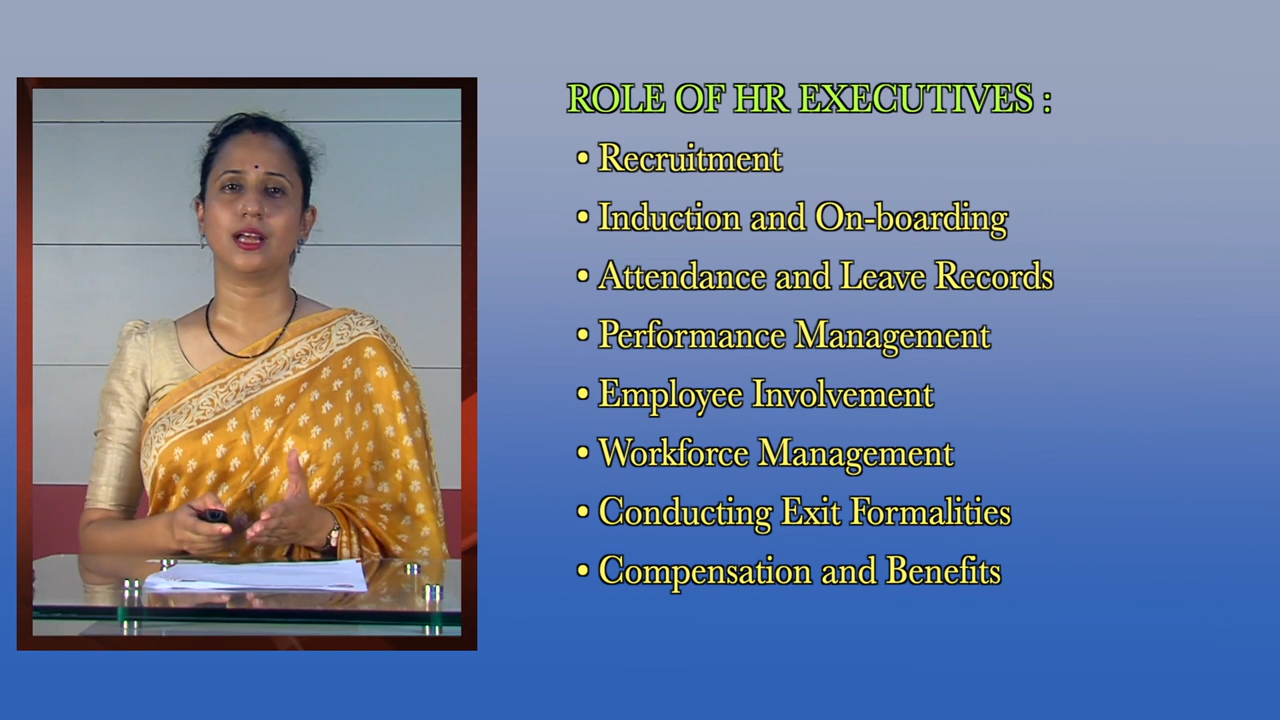 ROLE OF HR EXECUTIVES :
• Recruitment
• Induction and On-boarding
• Attendance and Leave Records
• Performance Management
• Employee Involvement
• Workforce Management
• Conducting Exit Formalities
• Compensation and Benefits